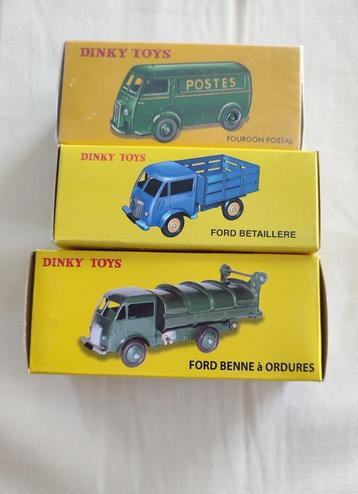 DINKY TOYS
POSTES
FOURGON POSTAL
DINKY TOYS
FORD BETAILLERE
DINKY TOYS
FORD BENNE à ORDURES